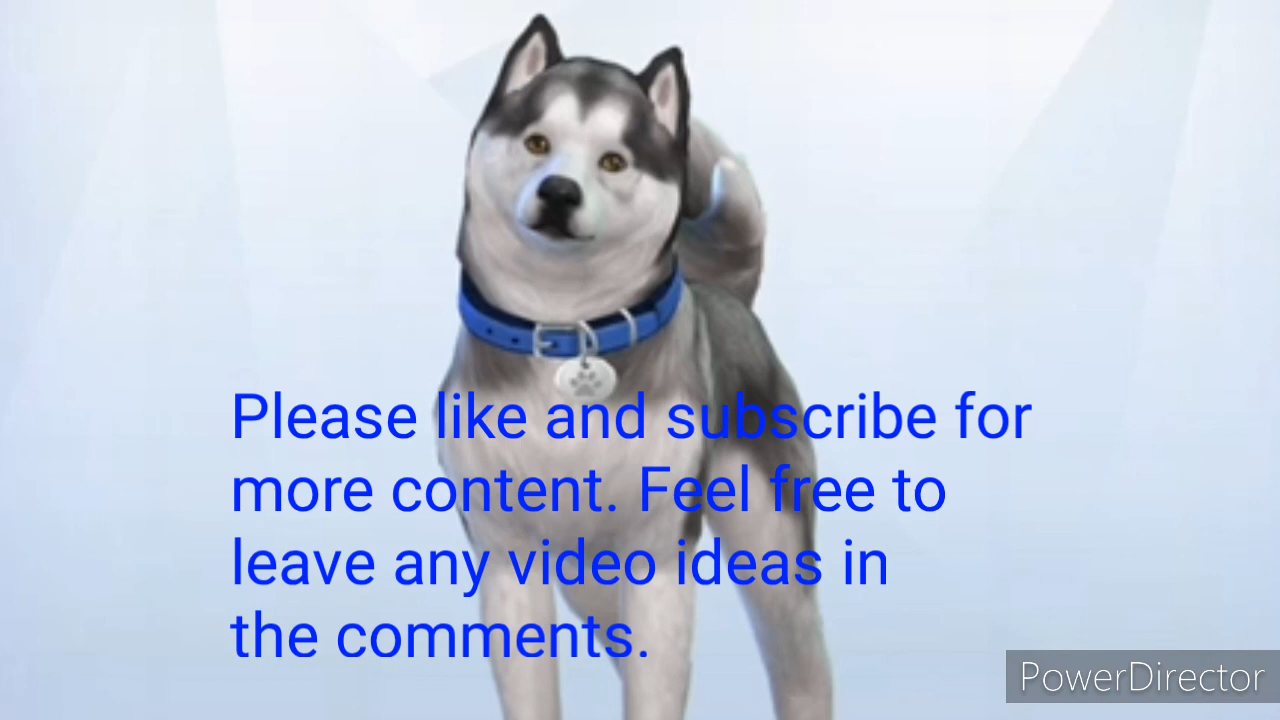 Please like and subscribe for
more content. Feel free to
leave any video ideas in
the comments.
PowerDirector